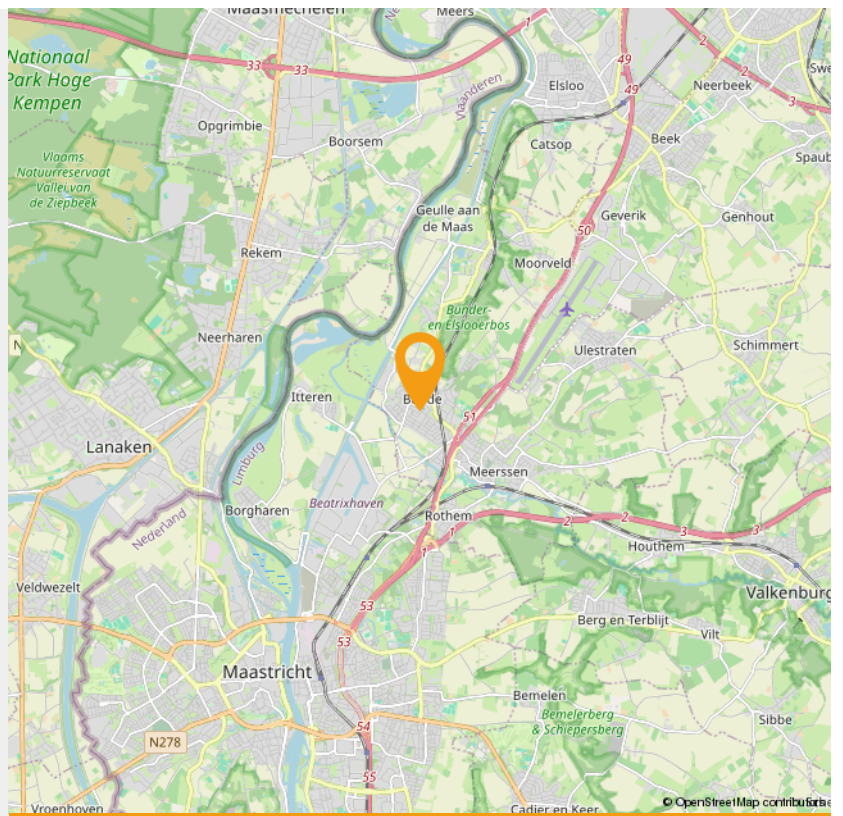 Maasmechelen
Meers
Nationaal
Park Hoge
Kempen
33
33
1
49
49
2
2
3
Elsloo
Neerbeek
Vlaanderen
Opgrimbie
Boorsem
Catsop
Beek
Spaub
Vlaams
Natuurreservaat
Vallei van
de Ziepbeek
Geulle aan
de Maas
Geverik
Genhout
50
Rekem
Moorveld
Bunder-
en Elslooerbos
Neerharen
N
Ulestraten
Schimmert
Itteren
51
Lanaken
Limburg
Meerssen
Borgharen
Beatrixhaven
Rothem
Nederland
1
1
2
2
3
3
Houthem
Veldwezelt
Valkenburg
53
53
Berg en Terblijt
Vilt
Maastricht
Bemelen
Bemelerberg
& Schiepersberg
Sibbe
N278
54
55
Vroenhoven
Cadier en Keer
© OpenStreetMap contributors